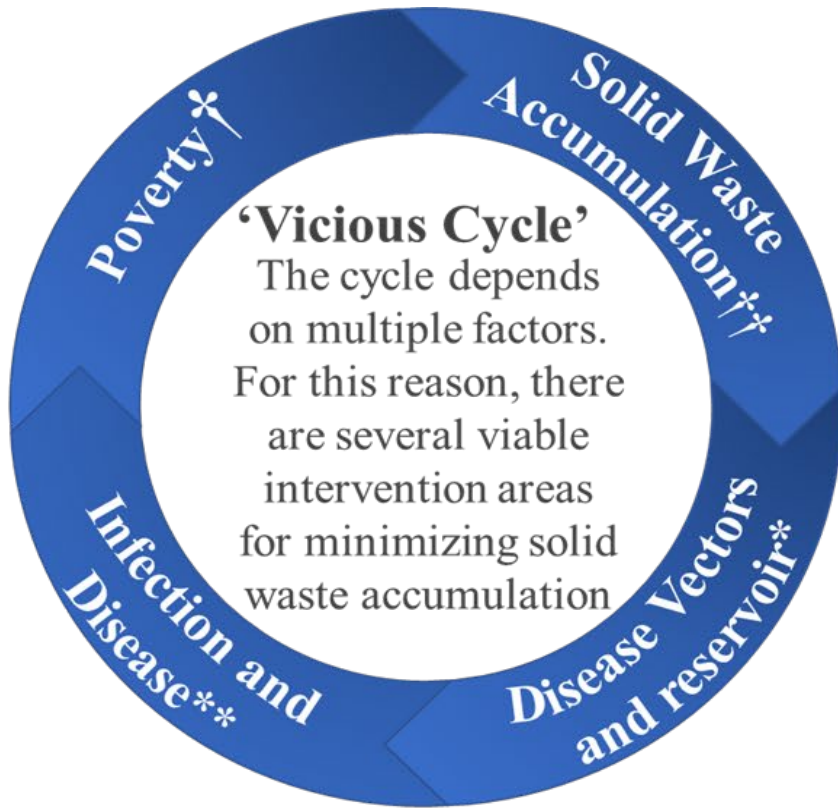 Poverty†
Solid Waste
Accumulation††
‘Vicious Cycle’
The cycle depends
on multiple factors.
For this reason, there
are several viable
intervention areas
for minimizing solid
waste accumulation
Disease Vectors
and reservoir*
Infection and
Disease**